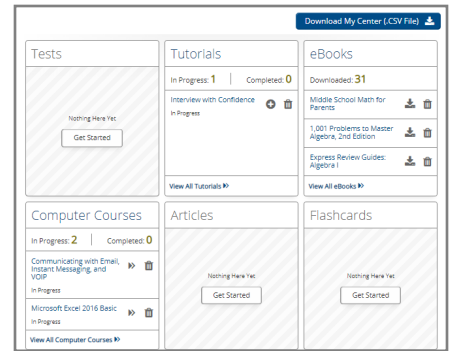 Download My Center (.CSV File)
Tests
Nothing Here Yet
Get Started
Tutorials
In Progress: 1
Completed: 0
Interview with Confidence
In Progress
View All Tutorials
eBooks
Downloaded: 31
Middle School Math for
Parents
1,001 Problems to Master
Algebra, 2nd Edition
Express Review Guides:
Algebra I
View All eBooks
Computer Courses
In Progress: 2
Completed: 0
Communicating with Email,
Instant Messaging, and
VOIP
In Progress
Microsoft Excel 2016 Basic
In Progress
View All Computer Courses
Articles
Nothing Here Yet
Get Started
Flashcards
Nothing Here Yet
Get Started